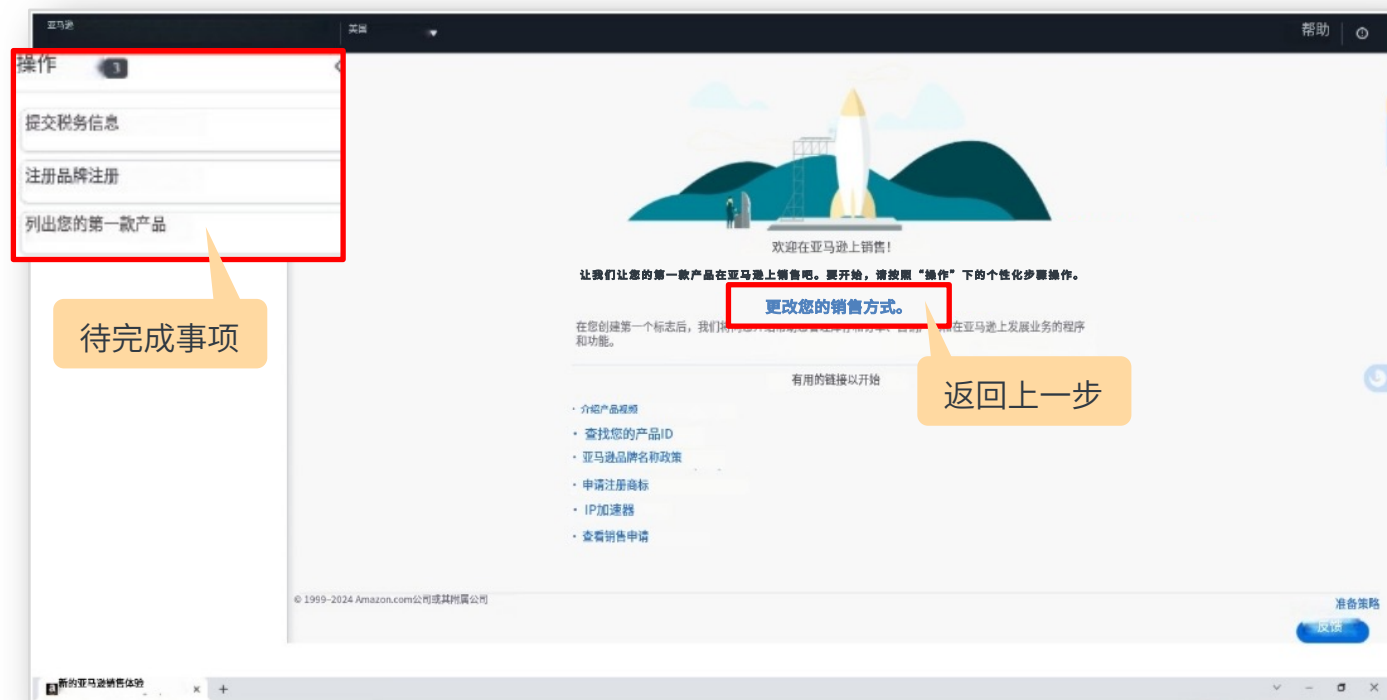 亚马逊
美国
帮助
操作
3
提交税务信息
注册品牌注册
列出您的第一款产品
待完成事项
欢迎在亚马逊上销售！
让我们让您的第一款产品在亚马逊上销售吧。要开始，请按照“操作”下的个性化步骤操作。
更改您的销售方式。
在您创建第一个标志后，我们将 在亚马逊上发展业务的程序
和功能。
返回上一步
有用的链接以开始
· 介绍产品视频
· 查找您的产品ID
· 亚马逊品牌名称政策
· 申请注册商标
· IP加速器
· 查看销售申请
© 1999-2024 Amazon.com公司或其附属公司
准备策略
反馈
新的亚马逊销售体验